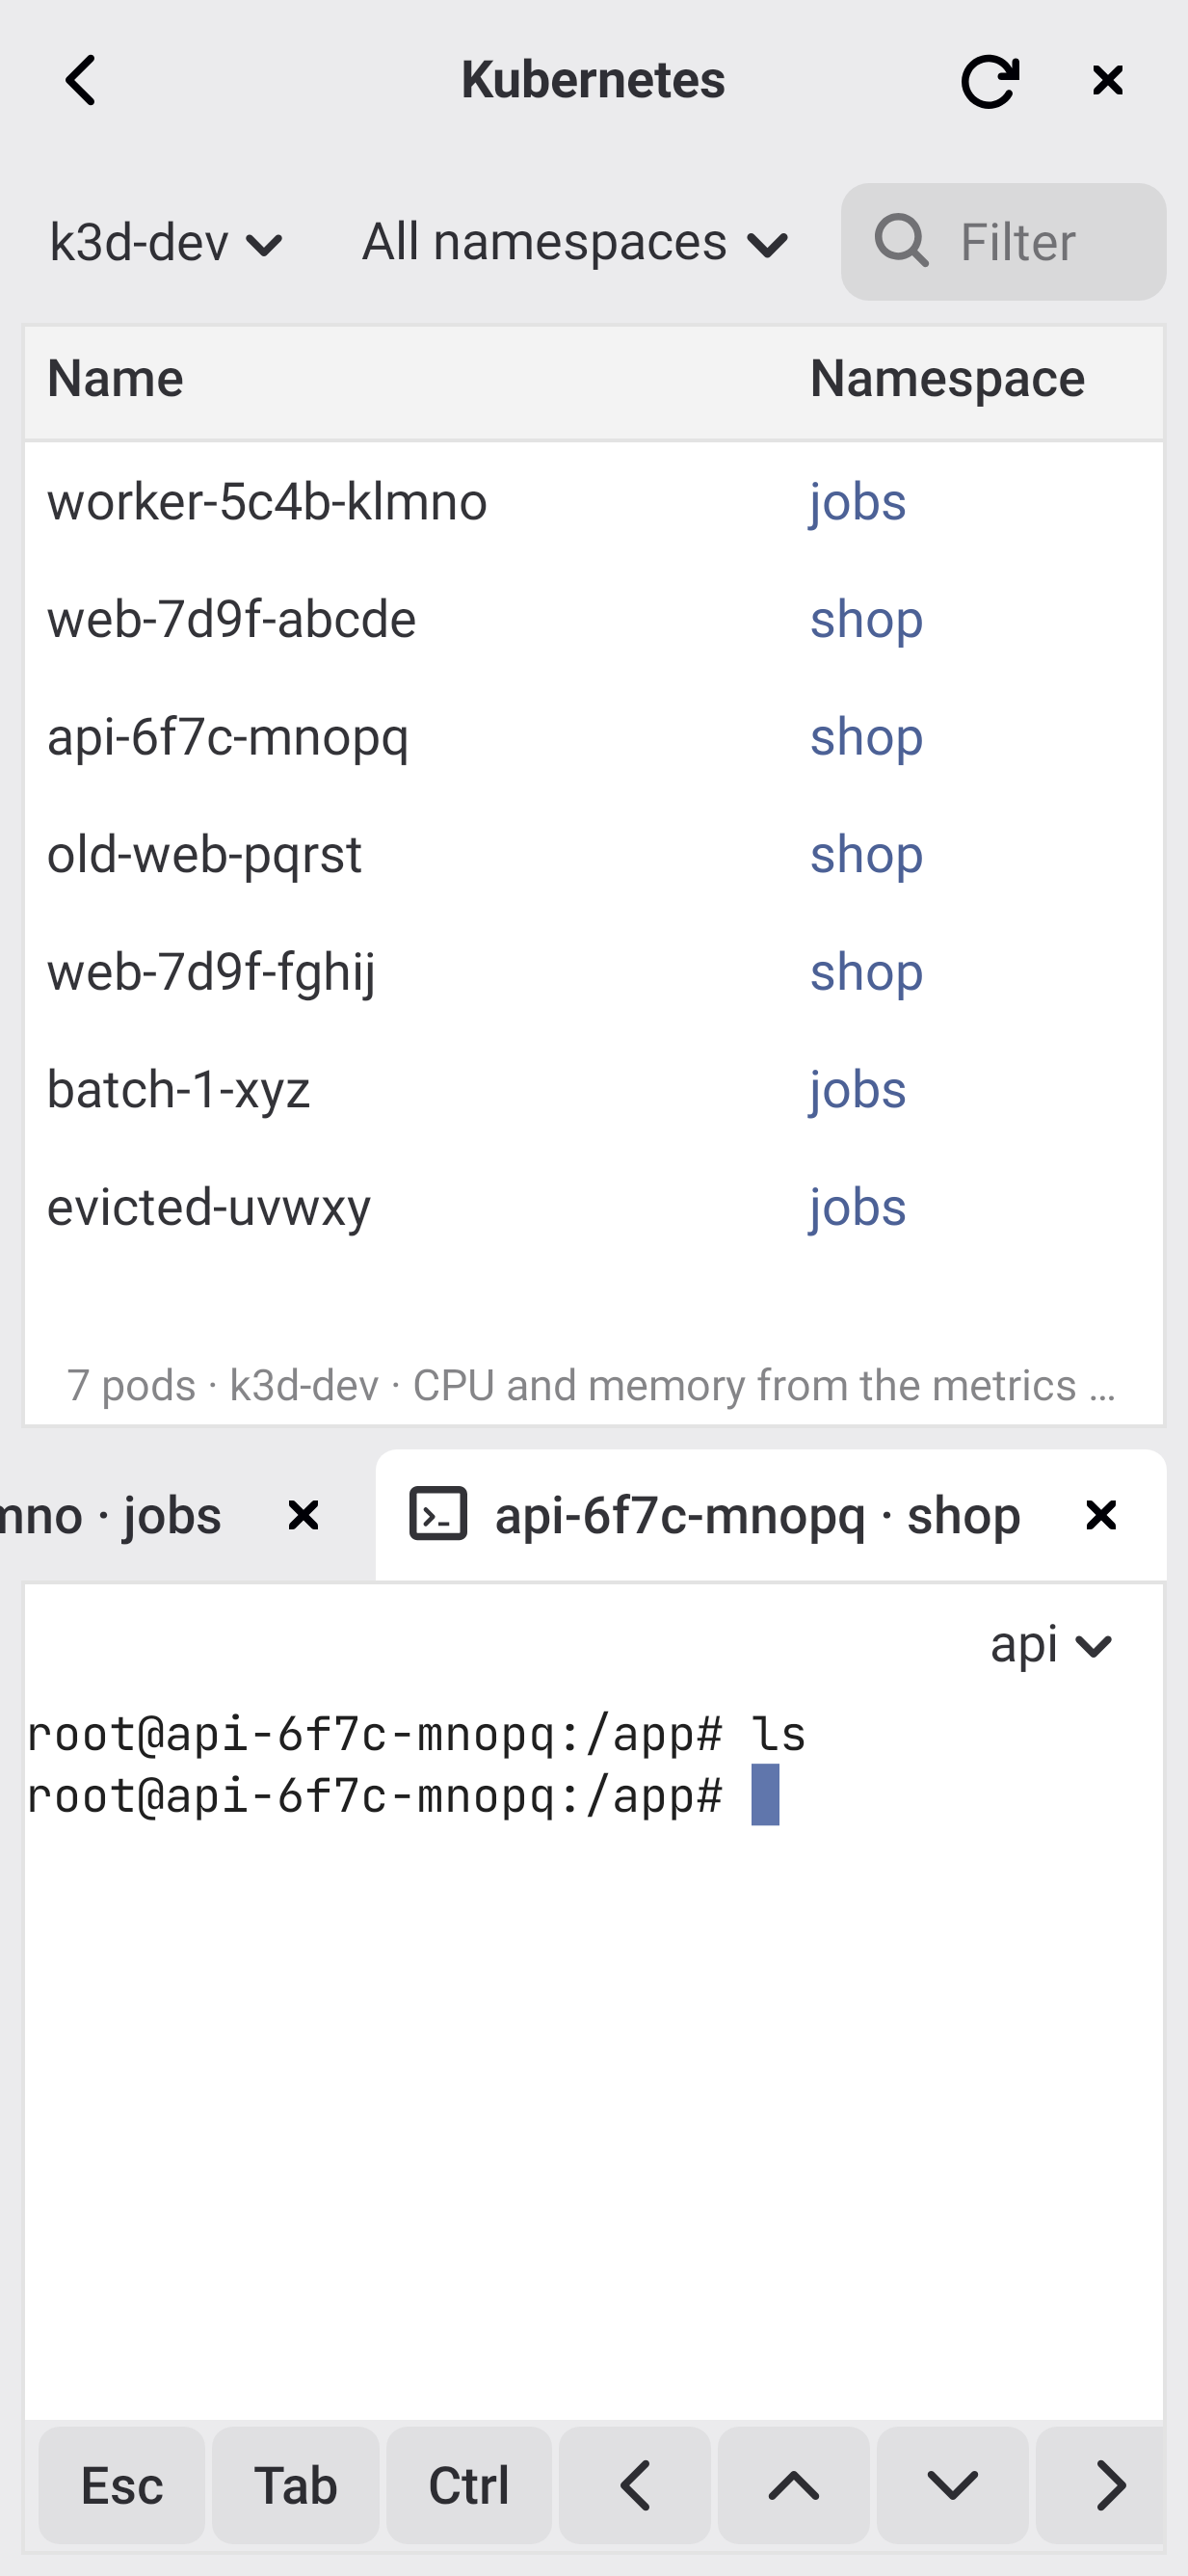 Kubernetes
k3d-dev All namespaces Filter
Name Namespace
worker-5c4b-klmno jobs
web-7d9f-abcde shop
api-6f7c-mnopq shop
old-web-pqrst shop
web-7d9f-fghij shop
batch-1-xyz jobs
evicted-uvwxy jobs
7 pods · k3d-dev · CPU and memory from the metrics ...
mno · jobs api-6f7c-mnopq · shop
api
root@api-6f7c-mnopq:/app# ls
root@api-6f7c-mnopq:/app#
Esc Tab Ctrl